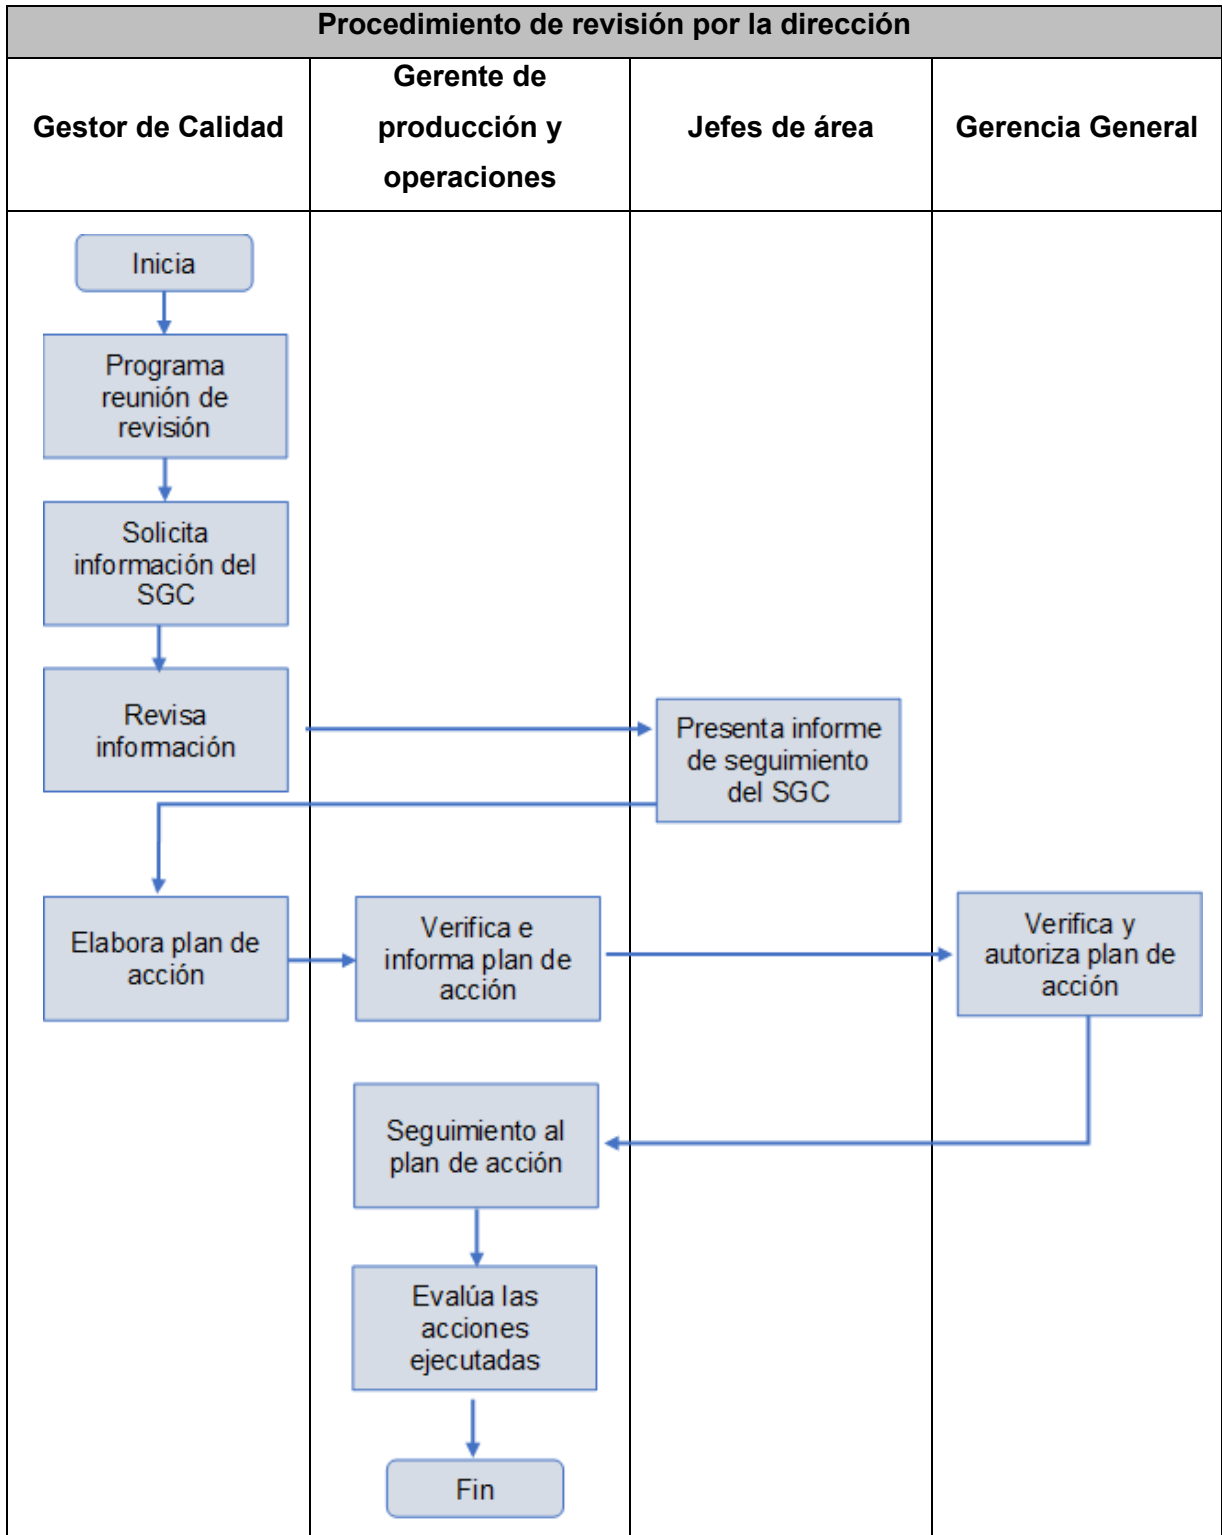 Procedimiento de revisión por la dirección
Gestor de Calidad
Gerente de
producción y
operaciones
Jefes de área
Gerencia General
Inicia
Programa
reunión de
revisión
Solicita
información del
SGC
Revisa
información
Presenta informe
de seguimiento
del SGC
Elabora plan de
acción
Verifica e
informa plan de
acción
Verifica y
autoriza plan de
acción
Seguimiento al
plan de acción
Evalúa las
acciones
ejecutadas
Fin